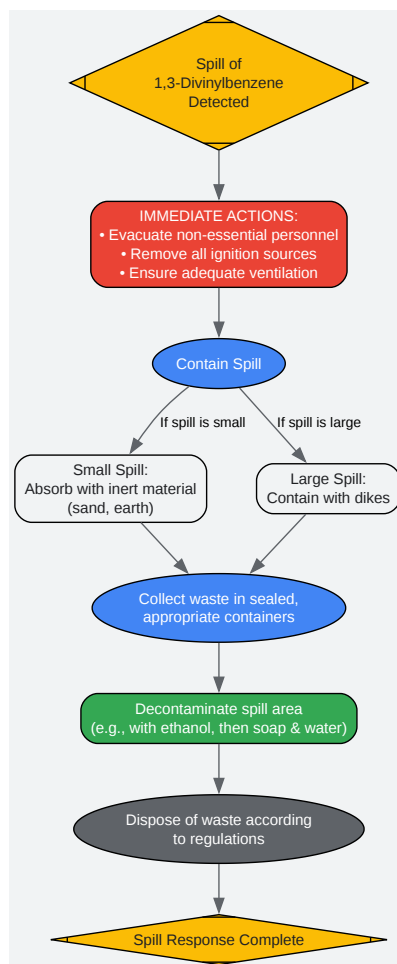 Spill of
1,3-Divinylbenzene
Detected
IMMEDIATE ACTIONS:
• Evacuate non-essential personnel
• Remove all ignition sources
• Ensure adequate ventilation
Contain Spill
If spill is small
If spill is large
Small Spill:
Absorb with inert material
(sand, earth)
Large Spill:
Contain with dikes
Collect waste in sealed,
appropriate containers
Decontaminate spill area
(e.g., with ethanol, then soap & water)
Dispose of waste according
to regulations
Spill Response Complete